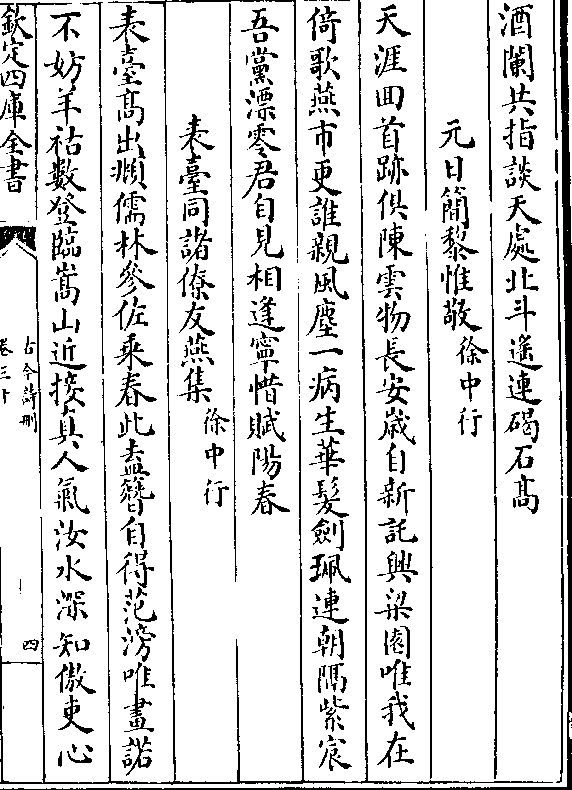 酒闌共指談天處北斗遙連碣石髙
元日簡黎惟敬徐中行
天涯囬首跡俱陳雲物長安歲自新託興梁園唯我在
倚歌燕市更誰親風塵一病生華髮劍珮連朝隔紫宸
吾黨漂零君自見相逢寧惜賦陽春
表臺同諸僚友燕集徐中行
表臺髙出頫儒林參佐乘春此盍簪自得范滂唯畫諾
不妨羊祜數登臨嵩山近接真人氣汝水深知傲吏心
欽定四庫全書
古今詩刪
卷三十
四